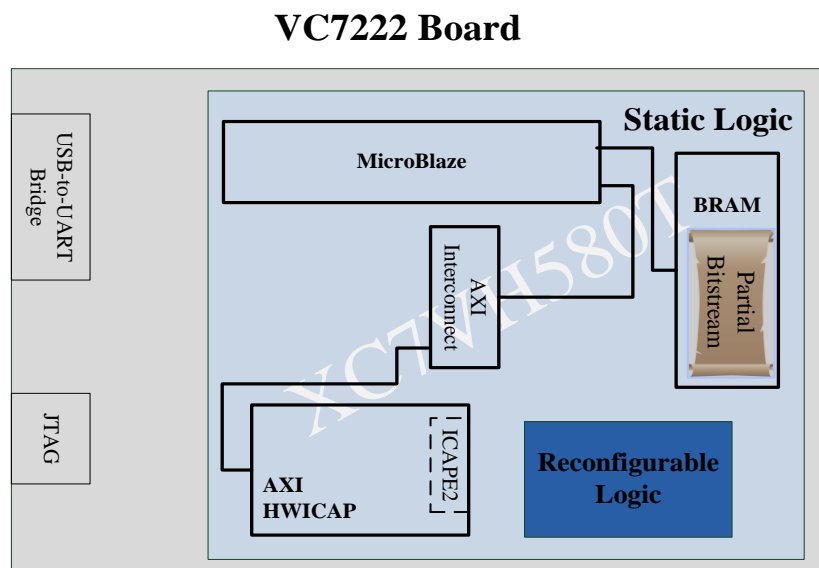 VC7222 Board
Static Logic
USB-to-UART
Bridge
MicroBlaze
BRAM
Partial
Bitstream
AXI
Interconnect
XC7VH580T
JTAG
AXI
HWICAP
ICAPE2
Reconfigurable
Logic